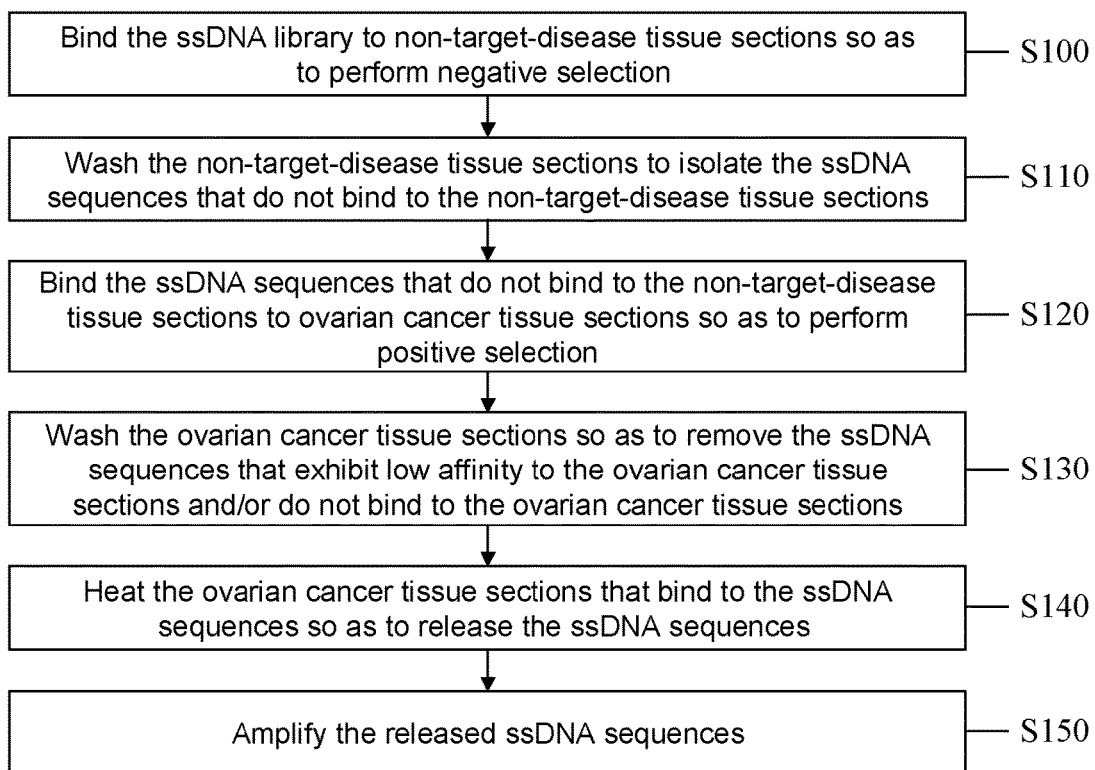 Bind the ssDNA library to non-target-disease tissue sections so as
to perform negative selection
S100
Wash the non-target-disease tissue sections to isolate the ssDNA
sequences that do not bind to the non-target-disease tissue sections
S110
Bind the ssDNA sequences that do not bind to the non-target-disease
tissue sections to ovarian cancer tissue sections so as to perform
positive selection
S120
Wash the ovarian cancer tissue sections so as to remove the ssDNA
sequences that exhibit low affinity to the ovarian cancer tissue
sections and/or do not bind to the ovarian cancer tissue sections
S130
Heat the ovarian cancer tissue sections that bind to the ssDNA
sequences so as to release the ssDNA sequences
S140
Amplify the released ssDNA sequences
S150